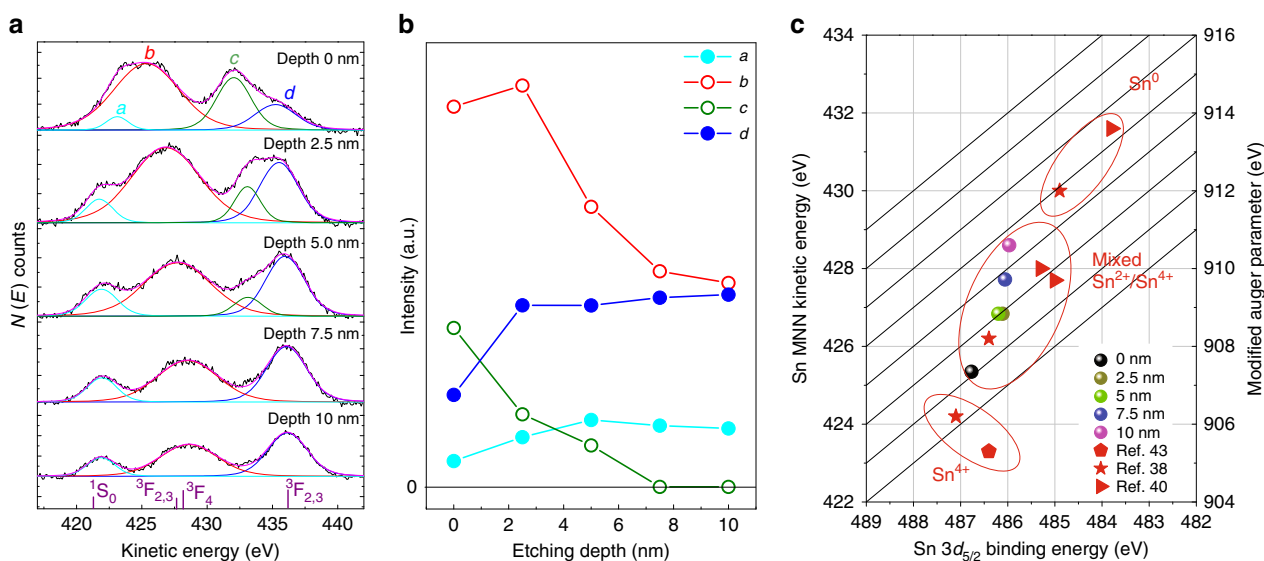 a
N (E) counts
Depth 0 nm
a
b
c
d
Depth 2.5 nm
Depth 5.0 nm
Depth 7.5 nm
Depth 10 nm
¹S₀
³F₂,₃
³F₄
³F₂,₃
420 425 430 435 440
Kinetic energy (eV)
b
Intensity (a.u.)
a
b
c
d
0
0 2 4 6 8 10
Etching depth (nm)
c
Sn MNN kinetic energy (eV)
434
432
430
428
426
424
422
Sn⁰
Mixed
Sn²⁺/Sn⁴⁺
Sn⁴⁺
0 nm
2.5 nm
5 nm
7.5 nm
10 nm
Ref. 43
Ref. 38
Ref. 40
916
914
912
910
908
906
904
Modified auger parameter (eV)
489 488 487 486 485 484 483 482
Sn 3d₅/₂ binding energy (eV)